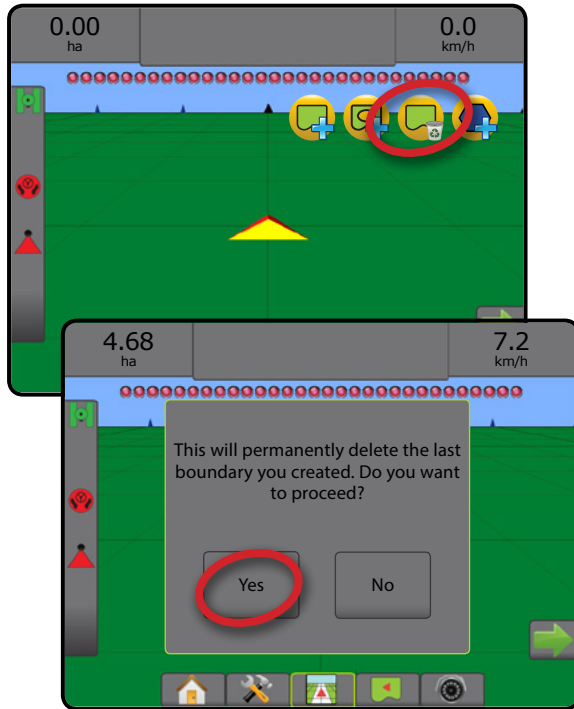 0.00
ha
0.0
km/h
4.68
ha
7.2
km/h
This will permanently delete the last
boundary you created. Do you want
to proceed?
Yes
No